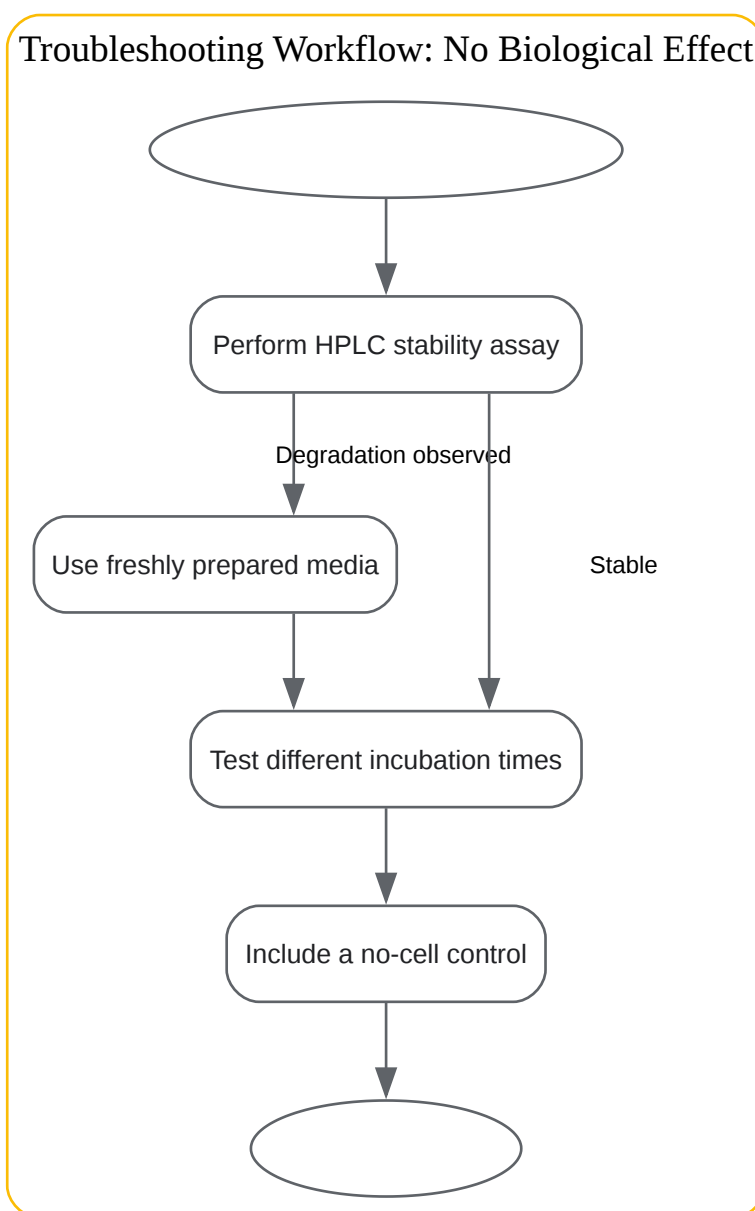 Troubleshooting Workflow: No Biological Effect
Perform HPLC stability assay
Degradation observed
Use freshly prepared media
Stable
Test different incubation times
Include a no-cell control